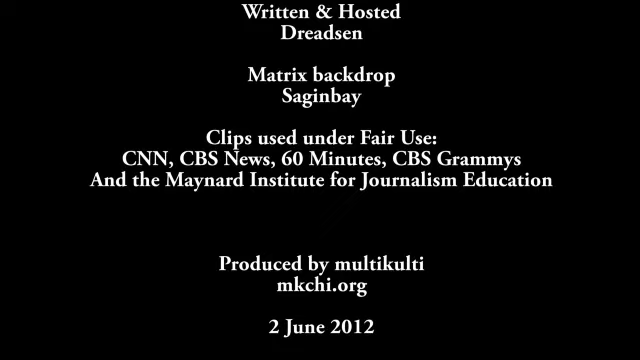 Written & Hosted
Dreadsen
Matrix backdrop
Saginbay
Clips used under Fair Use:
CNN, CBS News, 60 Minutes, CBS Grammys
And the Maynard Institute for Journalism Education
Produced by multikulti
mkchi.org
2 June 2012